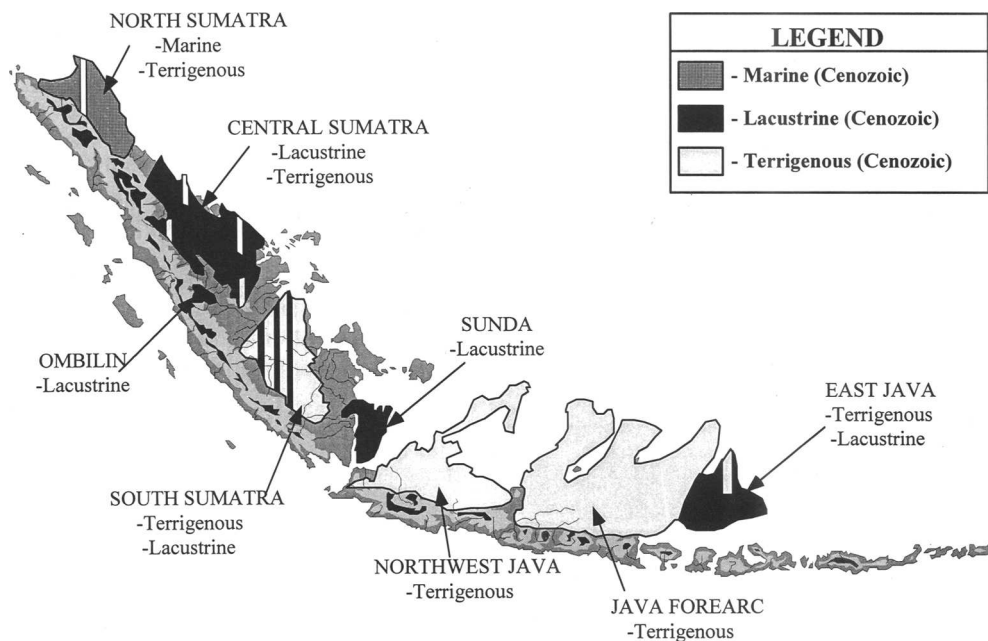 NORTH SUMATRA
-Marine
-Terrigenous
LEGEND
- Marine (Cenozoic)
- Lacustrine (Cenozoic)
- Terrigenous (Cenozoic)
CENTRAL SUMATRA
-Lacustrine
-Terrigenous
OMBILIN
-Lacustrine
SUNDA
-Lacustrine
EAST JAVA
-Terrigenous
-Lacustrine
SOUTH SUMATRA
-Terrigenous
-Lacustrine
NORTHWEST JAVA
-Terrigenous
JAVA FOREARC
-Terrigenous